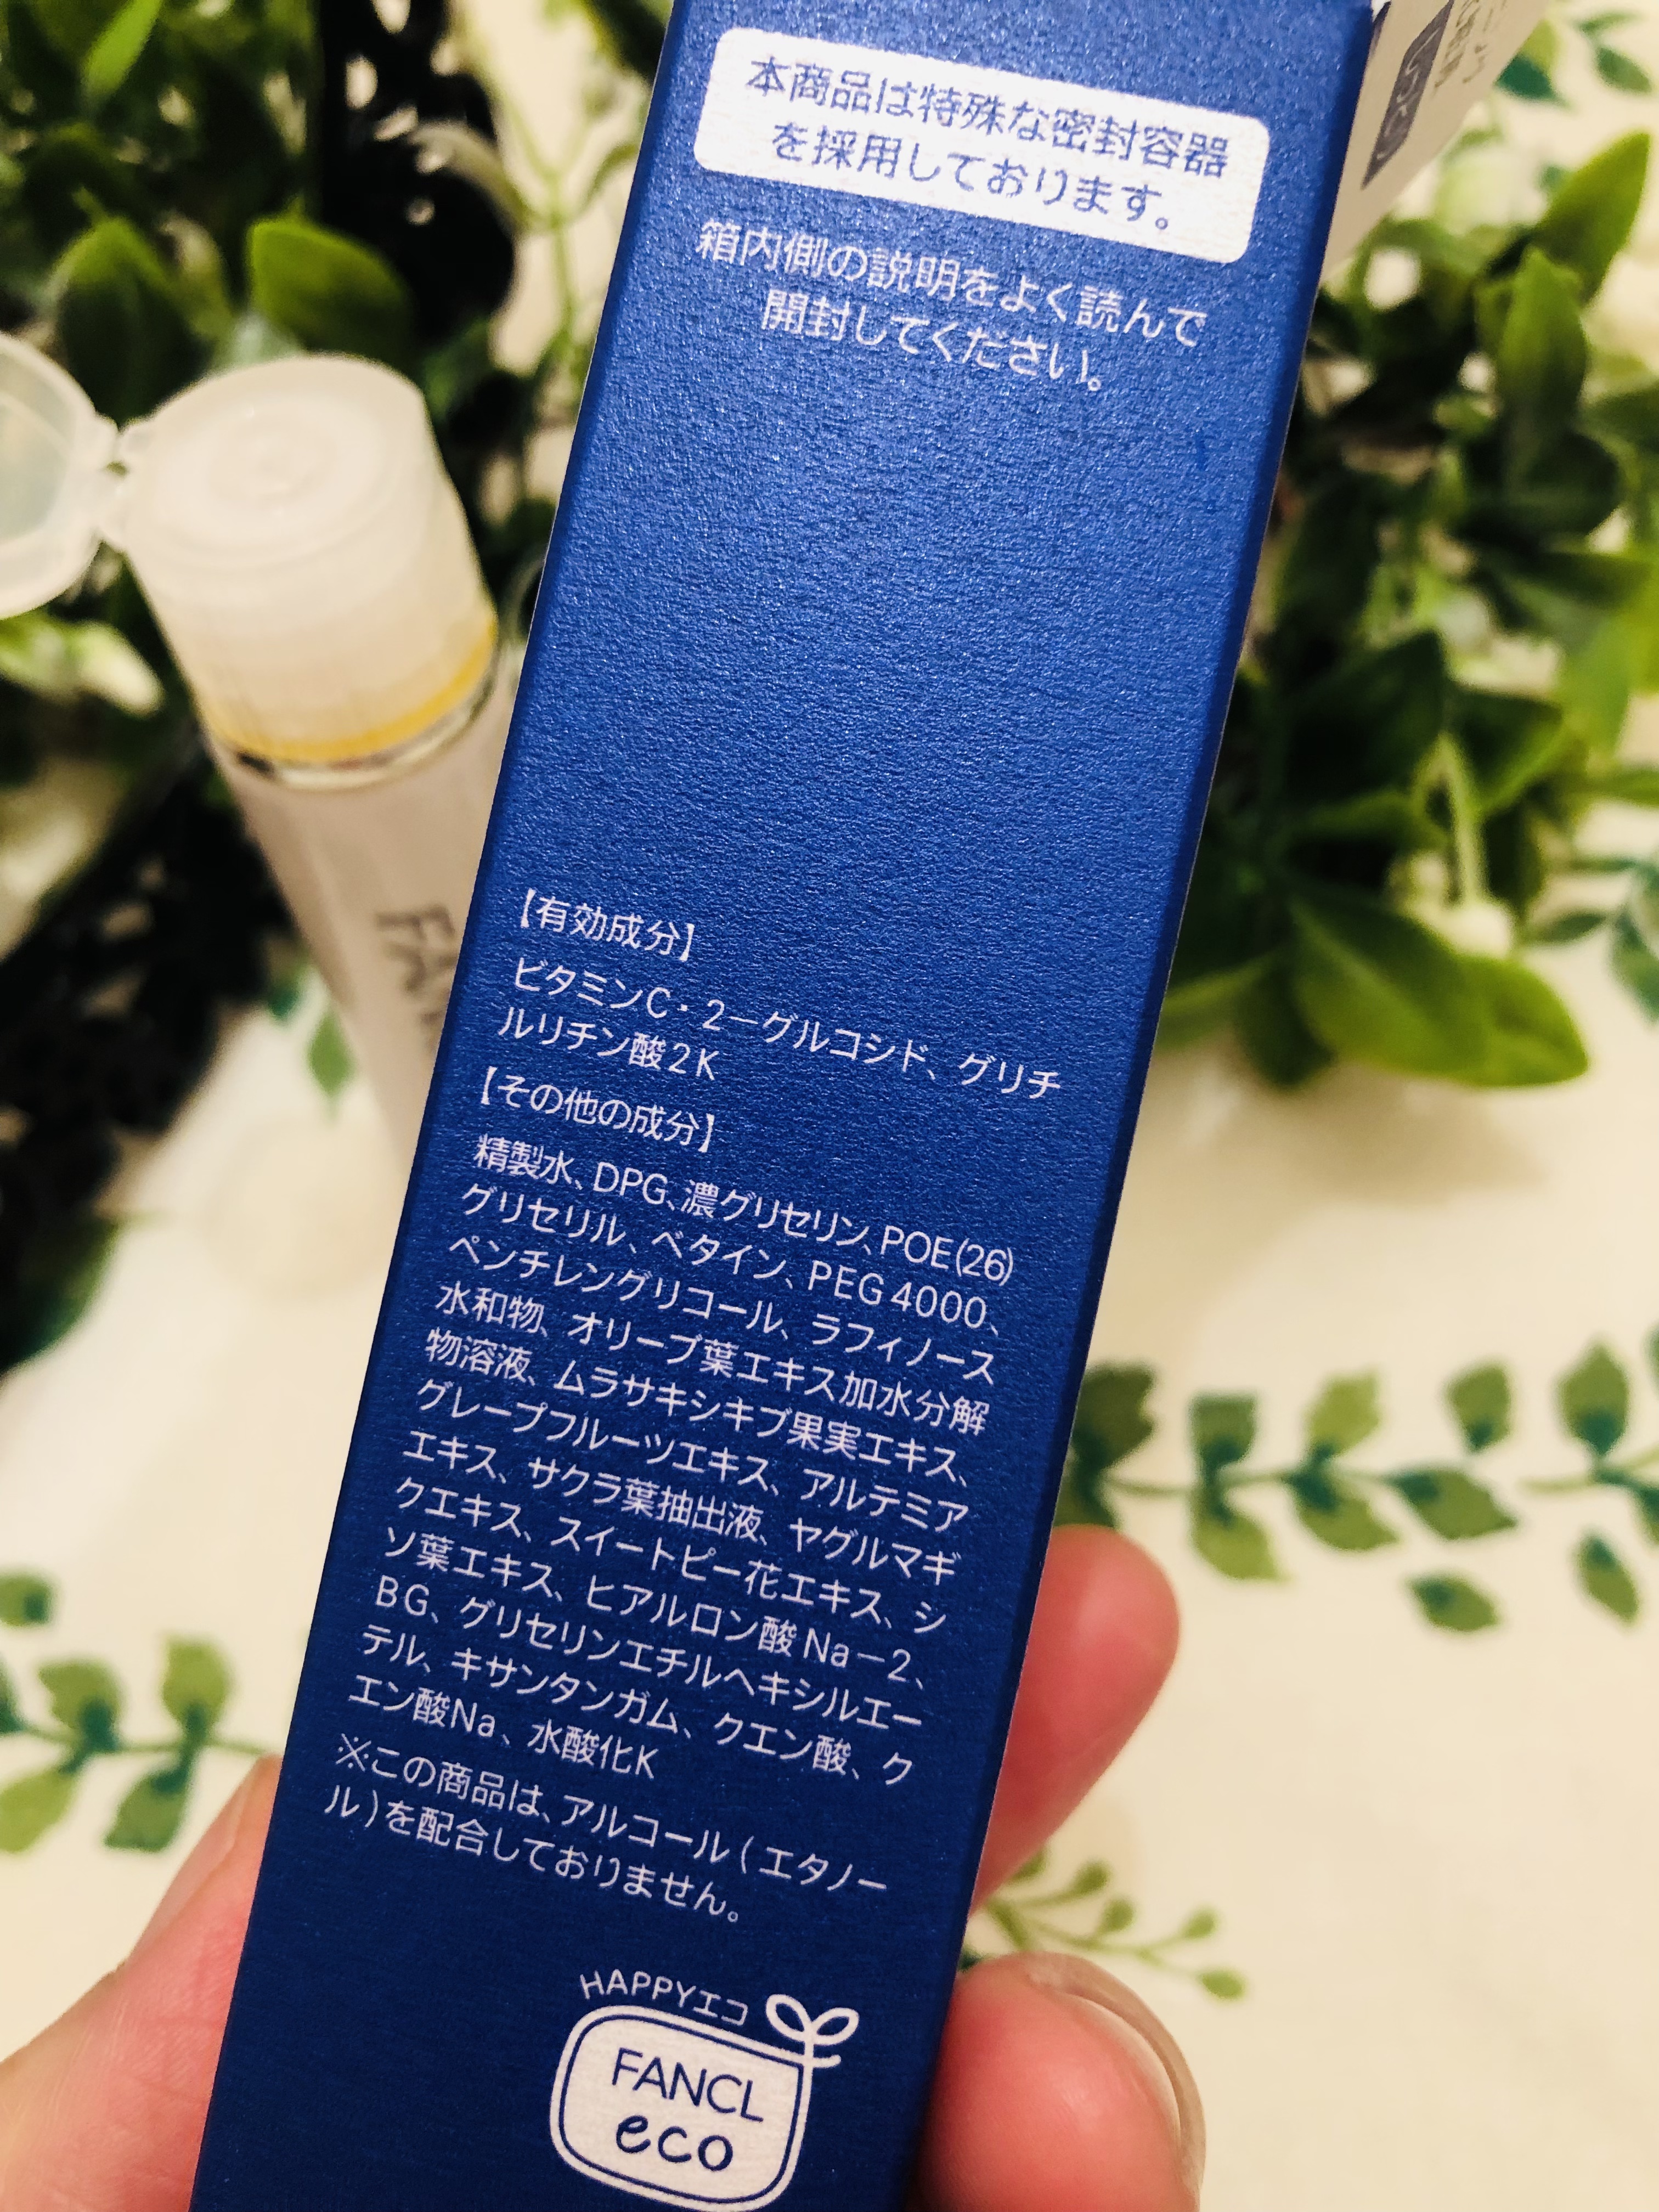 本商品は特殊な密封容器
を採用しております。
箱内側の説明をよく読んで
開封してください。
【有効成分】
ビタミンC・2－グルコシド、グリチ
ルリチン酸2K
【その他の成分】
精製水、DPG、濃グリセリン、POE(26)
グリセリル、ベタイン、PEG4000、
ペンチレングリコール、ラフィノース
水和物、オリーブ葉エキス加水分解
物溶液、ムラサキシキブ果実エキス、
グレープフルーツエキス、アルテミア
エキス、サクラ葉抽出液、ヤグルマギ
クエキス、スイートピー花エキス、シ
ソ葉エキス、ヒアルロン酸Na－2、
BG、グリセリンエチルヘキシルエー
テル、キサンタンガム、クエン酸、ク
エン酸Na、水酸化K
※この商品は、アルコール(エタノー
ル)を配合しておりません。
HAPPYエコ
FANCL
eco